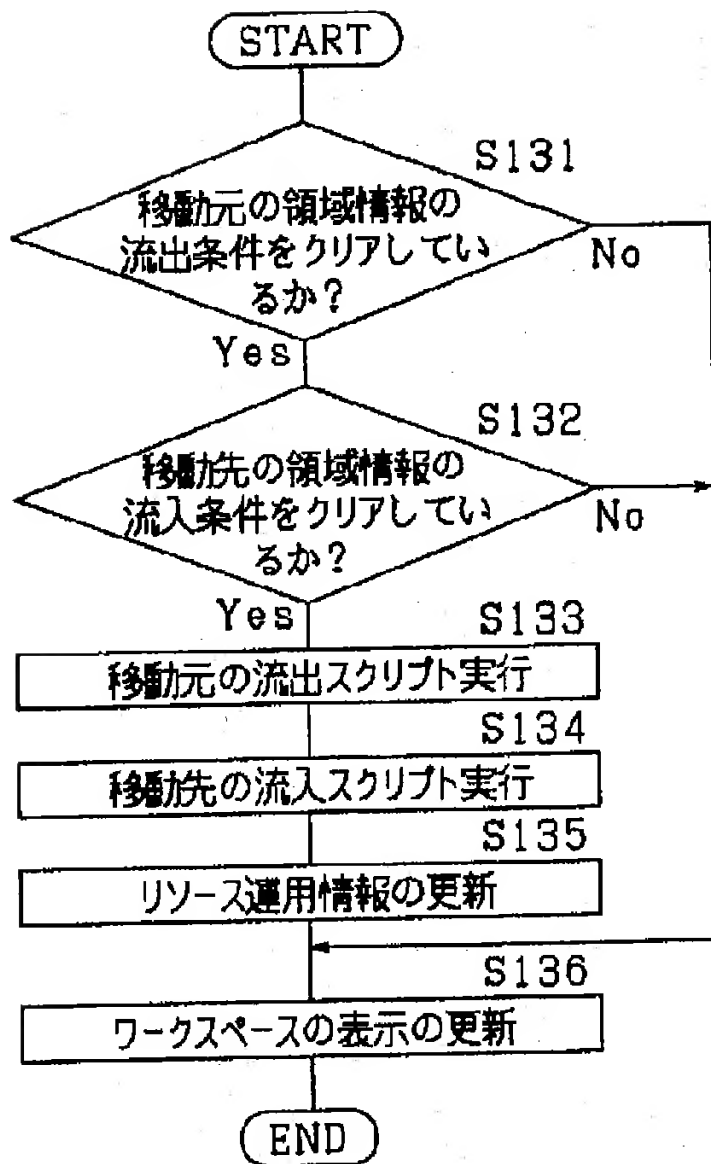 START
S131
移動元の領域情報の
流出条件をクリアしてい
るか?
No
Yes
S132
移動先の領域情報の
流入条件をクリアしてい
るか?
No
Yes
S133
移動元の流出スクリプト実行
S134
移動先の流入スクリプト実行
S135
リソース運用情報の更新
S136
ワークスペースの表示の更新
END